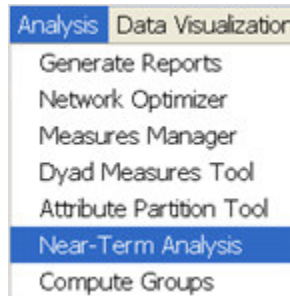 Analysis Data Visualization
Generate Reports
Network Optimizer
Measures Manager
Dyad Measures Tool
Attribute Partition Tool
Near-Term Analysis
Compute Groups